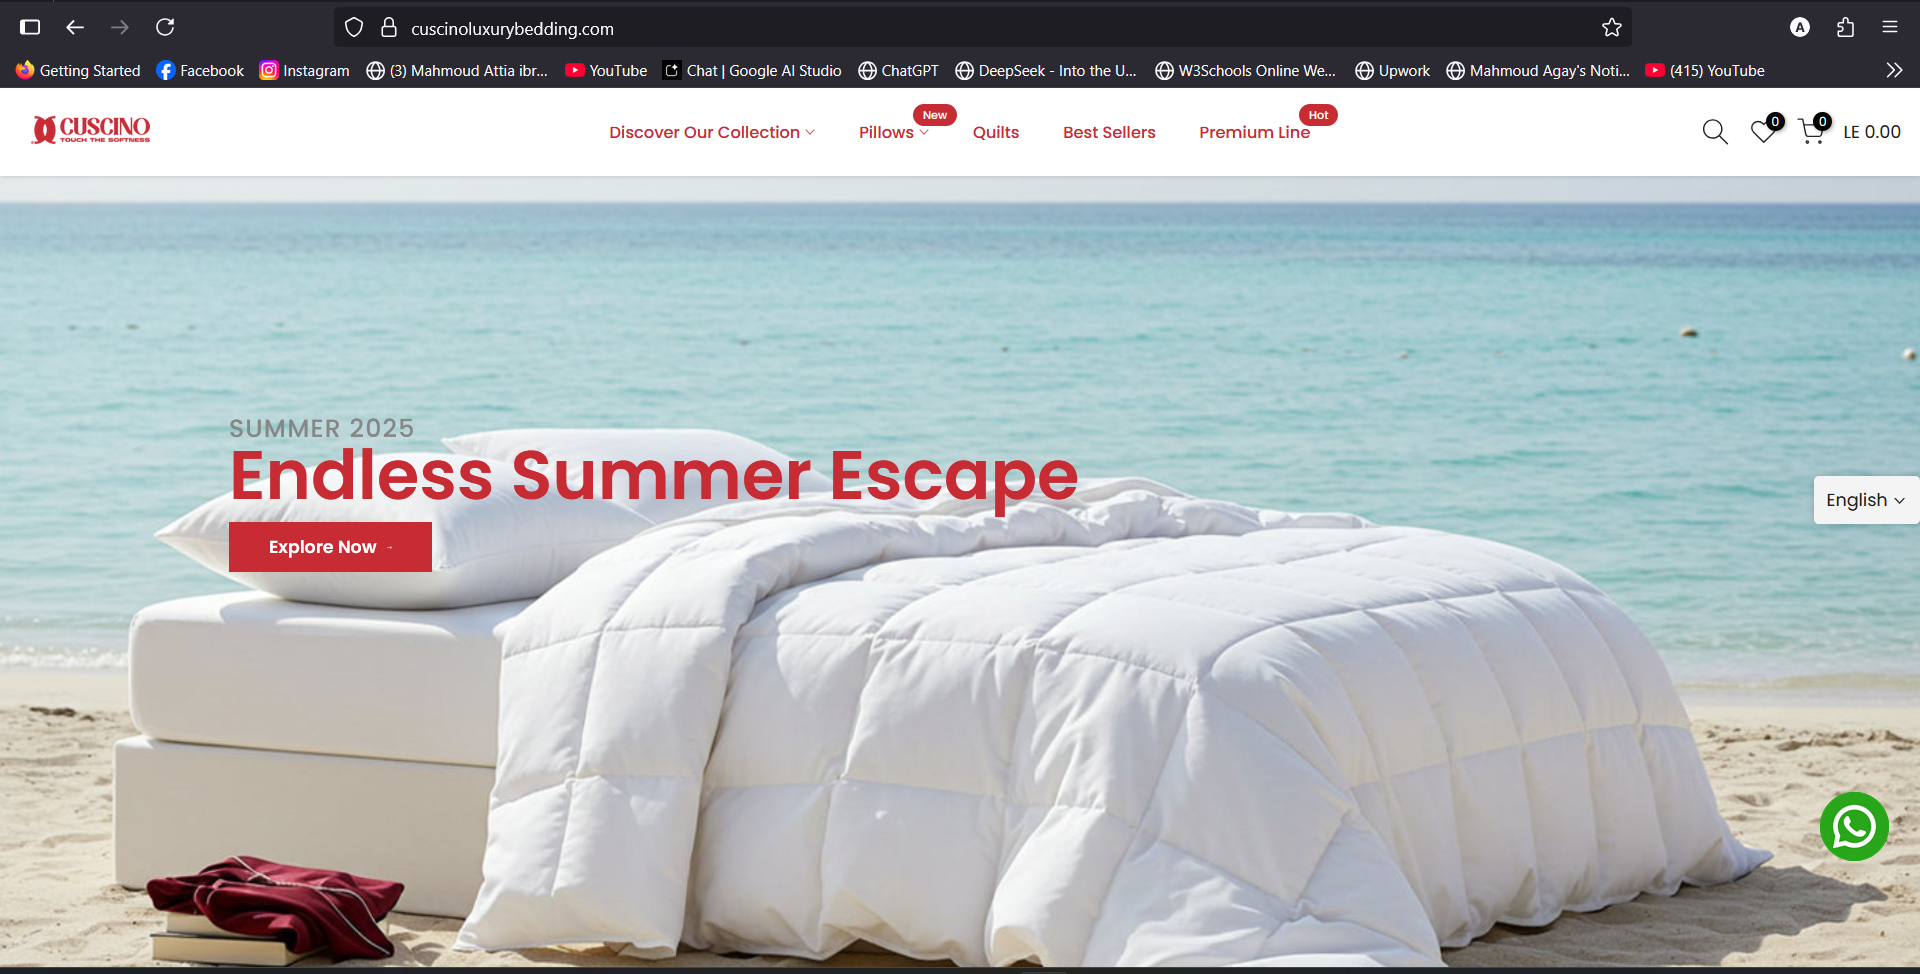 cuscinoluxurybedding.com
A
Getting Started
Facebook
Instagram
(3) Mahmoud Attia ibr...
YouTube
Chat | Google AI Studio
ChatGPT
DeepSeek - Into the U...
W3Schools Online We...
Upwork
Mahmoud Agay's Noti...
(415) YouTube
CUSCINO
TOUCH THE SOFTNESS
Discover Our Collection
Pillows
New
Quilts
Best Sellers
Premium Line
Hot
0
0
LE 0.00
SUMMER 2025
Endless Summer Escape
Explore Now
English